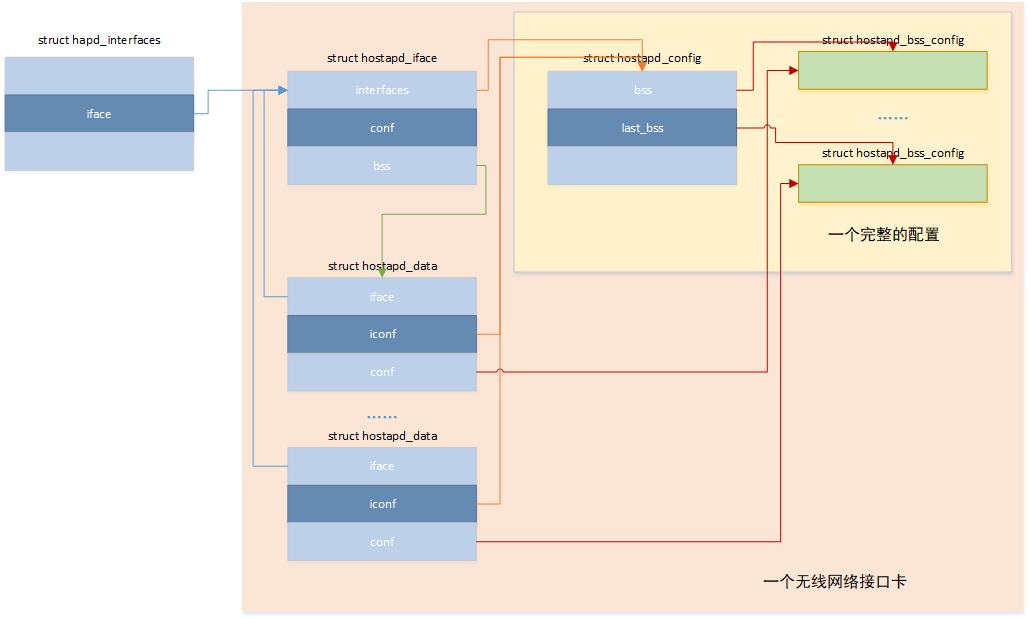 struct hapd_interfaces
iface
struct hostapd_iface
interfaces
conf
bss
struct hostapd_config
bss
last_bss
struct hostapd_bss_config
......
struct hostapd_bss_config
一个完整的配置
struct hostapd_data
iface
iconf
conf
......
struct hostapd_data
iface
iconf
conf
一个无线网络接口卡